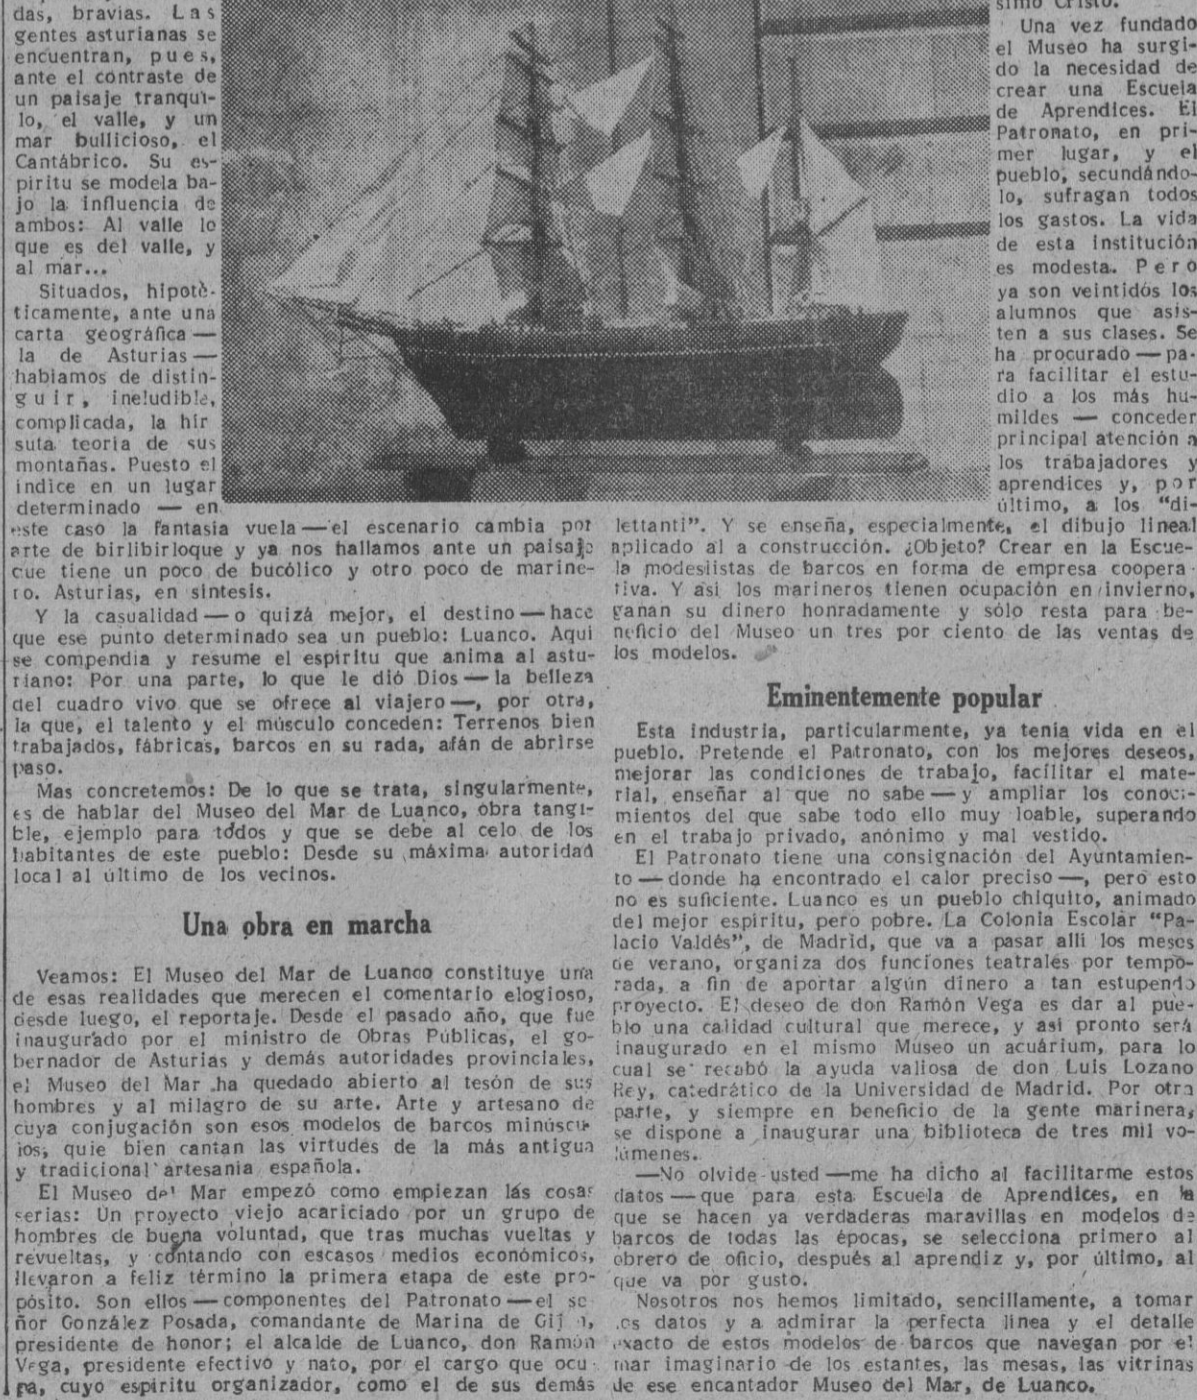 das, bravias. Las
gentes asturianas se
encuentran, pues,
ante el contraste de
un paisaje tranqui-
lo, el valle, y un
mar bullicioso, el
Cantábrico. Su es-
piritu se modela ba-
jo la influencia de
ambos: Al valle lo
que es del valle, y
al mar...
Situados, hipoté-
ticamente, ante una
carta geográfica —
la de Asturias —
habiamos de distin-
guir, ineludible,
complicada, la hir
suta teoria de sus
montañas. Puesto el
indice en un lugar
determinado — en
este caso la fantasia vuela — el escenario cambia por
arte de birlibirloque y ya nos hallamos ante un paisaje
cue tiene un poco de bucólico y otro poco de marine-
ro. Asturias, en sintesis.
Y la casualidad — o quizá mejor, el destino — hace
que ese punto determinado sea un pueblo: Luanco. Aqui
se compendia y resume el espiritu que anima al astu-
riano: Por una parte, lo que le dió Dios — la belleza
del cuadro vivo que se ofrece al viajero —, por otra,
la que, el talento y el músculo conceden: Terrenos bien
trabajados, fábricas, barcos en su rada, afán de abrirse
paso.
Mas concretemos: De lo que se trata, singularmente,
es de hablar del Museo del Mar de Luanco, obra tangi-
ble, ejemplo para todos y que se debe al celo de los
habitantes de este pueblo: Desde su máxima autoridad
local al último de los vecinos.
Una obra en marcha
Veamos: El Museo del Mar de Luanco constituye una
de esas realidades que merecen el comentario elogioso,
desde luego, el reportaje. Desde el pasado año, que fue
inaugurado por el ministro de Obras Públicas, el go-
bernador de Asturias y demás autoridades provinciales,
el Museo del Mar ha quedado abierto al tesón de sus
hombres y al milagro de su arte. Arte y artesano de
cuya conjugación son esos modelos de barcos minúscu-
los, quie bien cantan las virtudes de la más antigua
y tradicional artesania española.
El Museo del Mar empezó como empiezan lás cosas
serias: Un proyecto viejo acariciado por un grupo de
hombres de buena voluntad, que tras muchas vueltas y
revueltas, y contando con escasos medios económicos,
llevaron a feliz término la primera etapa de este pro-
pósito. Son ellos — componentes del Patronato — el se
ñor González Posada, comandante de Marina de Gijón,
presidente de honor; el alcalde de Luanco, don Ramón
Vega, presidente efectivo y nato, por el cargo que ocu
pa, cuyo espiritu organizador, como el de sus demás
simo Cristo.
Una vez fundado
el Museo ha surgi-
do la necesidad de
crear una Escuela
de Aprendices. El
Patronato, en pri-
mer lugar, y el
pueblo, secundándo-
lo, sufragan todos
los gastos. La vida
de esta institución
es modesta. Pero
ya son veintidós los
alumnos que asis-
ten a sus clases. Se
ha procurado — pa-
ra facilitar el estu-
dio a los más hu-
mildes — conceder
principal atención a
los trabajadores y
aprendices y, por
último, a los "di-
lettanti". Y se enseña, especialmente, el dibujo lineal
aplicado al a construcción. ¿Objeto? Crear en la Escue-
la modeslistas de barcos en forma de empresa coopera-
tiva. Y asi los marineros tienen ocupación en invierno,
ganan su dinero honradamente y sólo resta para be-
neficio del Museo un tres por ciento de las ventas de
los modelos.
Eminentemente popular
Esta industria, particularmente, ya tenia vida en el
pueblo. Pretende el Patronato, con los mejores deseos,
mejorar las condiciones de trabajo, facilitar el mate-
rial, enseñar al que no sabe — y ampliar los conoci-
mientos del que sabe todo ello muy loable, superando
en el trabajo privado, anónimo y mal vestido.
El Patronato tiene una consignación del Ayuntamien-
to — donde ha encontrado el calor preciso —, pero esto
no es suficiente. Luanco es un pueblo chiquito, animado
del mejor espiritu, pero pobre. La Colonia Escolar "Pa-
lacio Valdés", de Madrid, que va a pasar alli los meses
de verano, organiza dos funciones teatrales por tempo-
rada, a fin de aportar algún dinero a tan estupendo
proyecto. El deseo de don Ramón Vega es dar al pue-
blo una calidad cultural que merece, y asi pronto será
inaugurado en el mismo Museo un acuárium, para lo
cual se recabó la ayuda valiosa de don Luis Lozano
Rey, catedrático de la Universidad de Madrid. Por otra
parte, y siempre en beneficio de la gente marinera,
se dispone a inaugurar una biblioteca de tres mil vo-
lúmenes.
—No olvide usted — me ha dicho al facilitarme estos
datos — que para esta Escuela de Aprendices, en la
que se hacen ya verdaderas maravillas en modelos de
barcos de todas las épocas, se selecciona primero al
obrero de oficio, después al aprendiz y, por último, al
que va por gusto.
Nosotros nos hemos limitado, sencillamente, a tomar
los datos y a admirar la perfecta linea y el detalle
exacto de estos modelos de barcos que navegan por el
mar imaginario de los estantes, las mesas, las vitrinas
de ese encantador Museo del Mar, de Luanco.